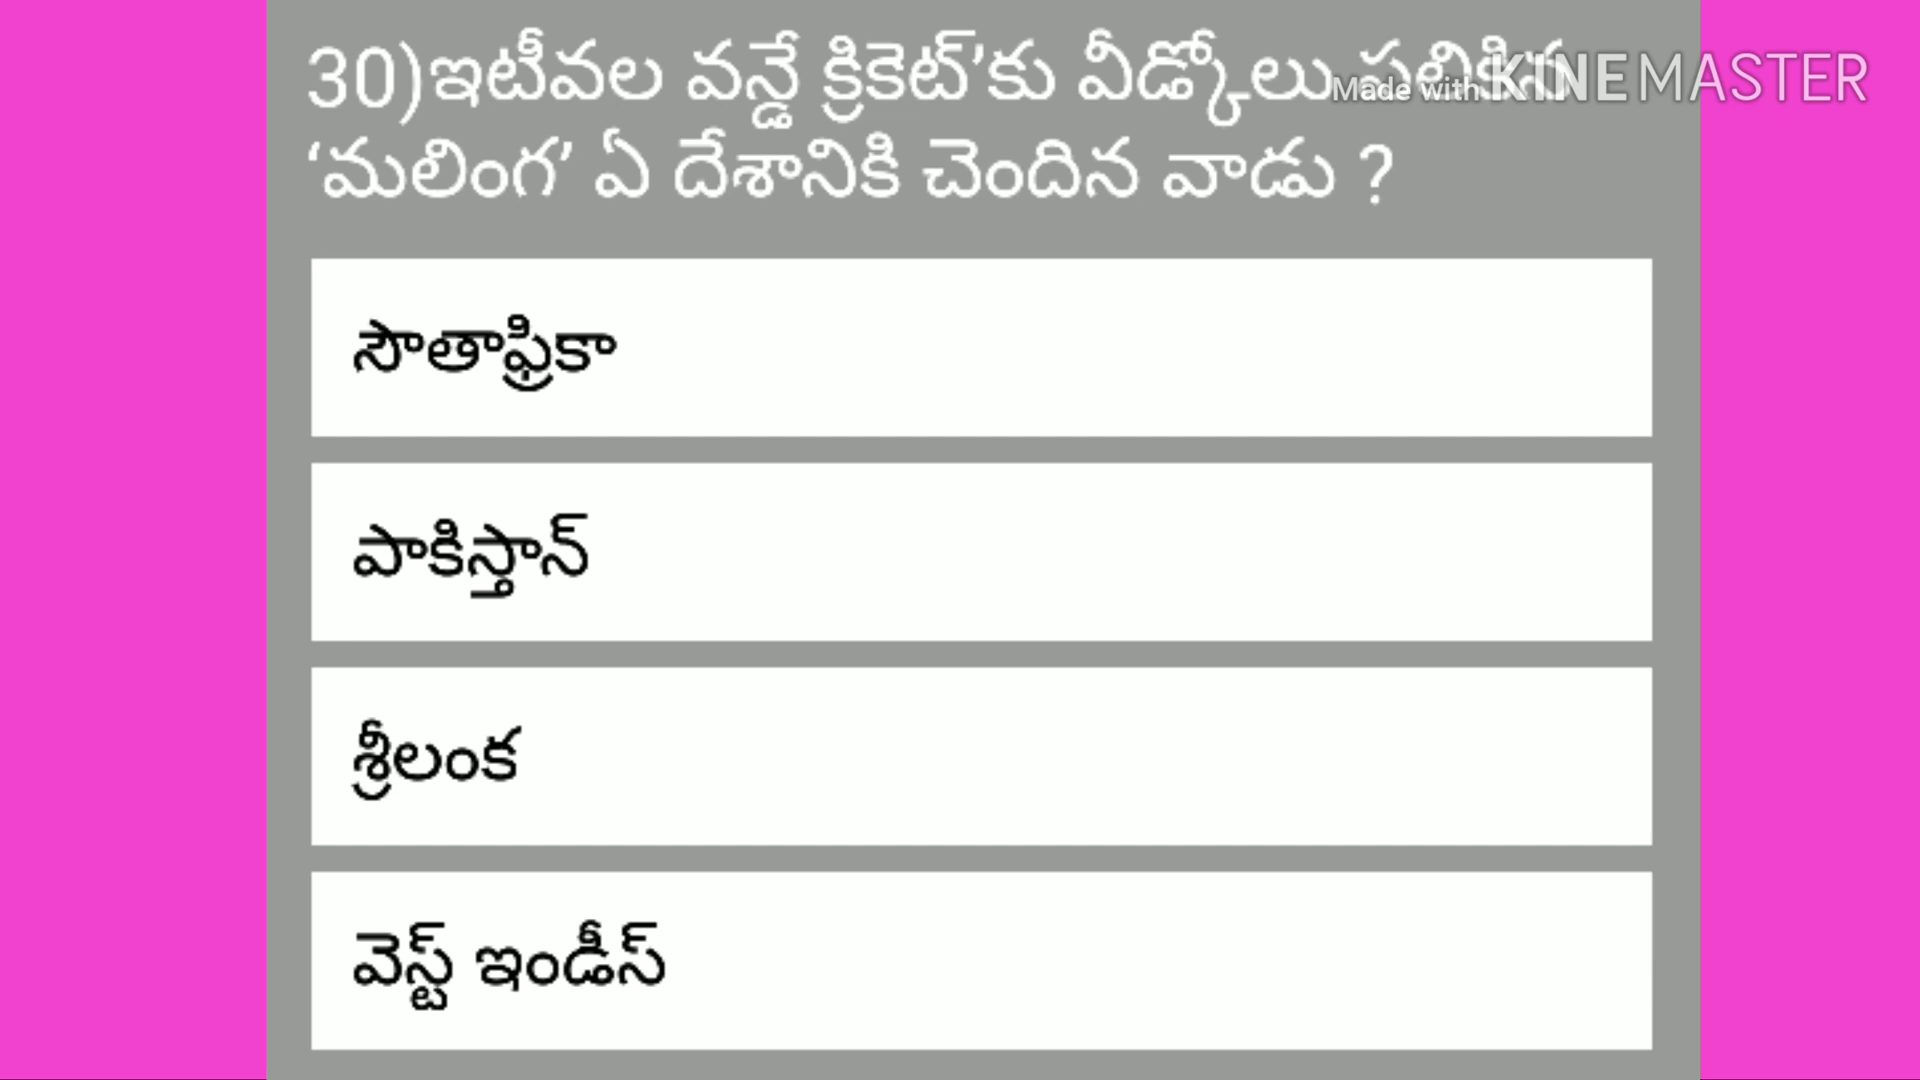 30)ఇటీవల వన్డే క్రికెట్’కు వీడ్కోలు పలికిన
Made with KINEMASTER
‘మలింగ’ ఏ దేశానికి చెందిన వాడు ?
సౌతాఫ్రికా
పాకిస్తాన్
శ్రీలంక
వెస్ట్ ఇండీస్